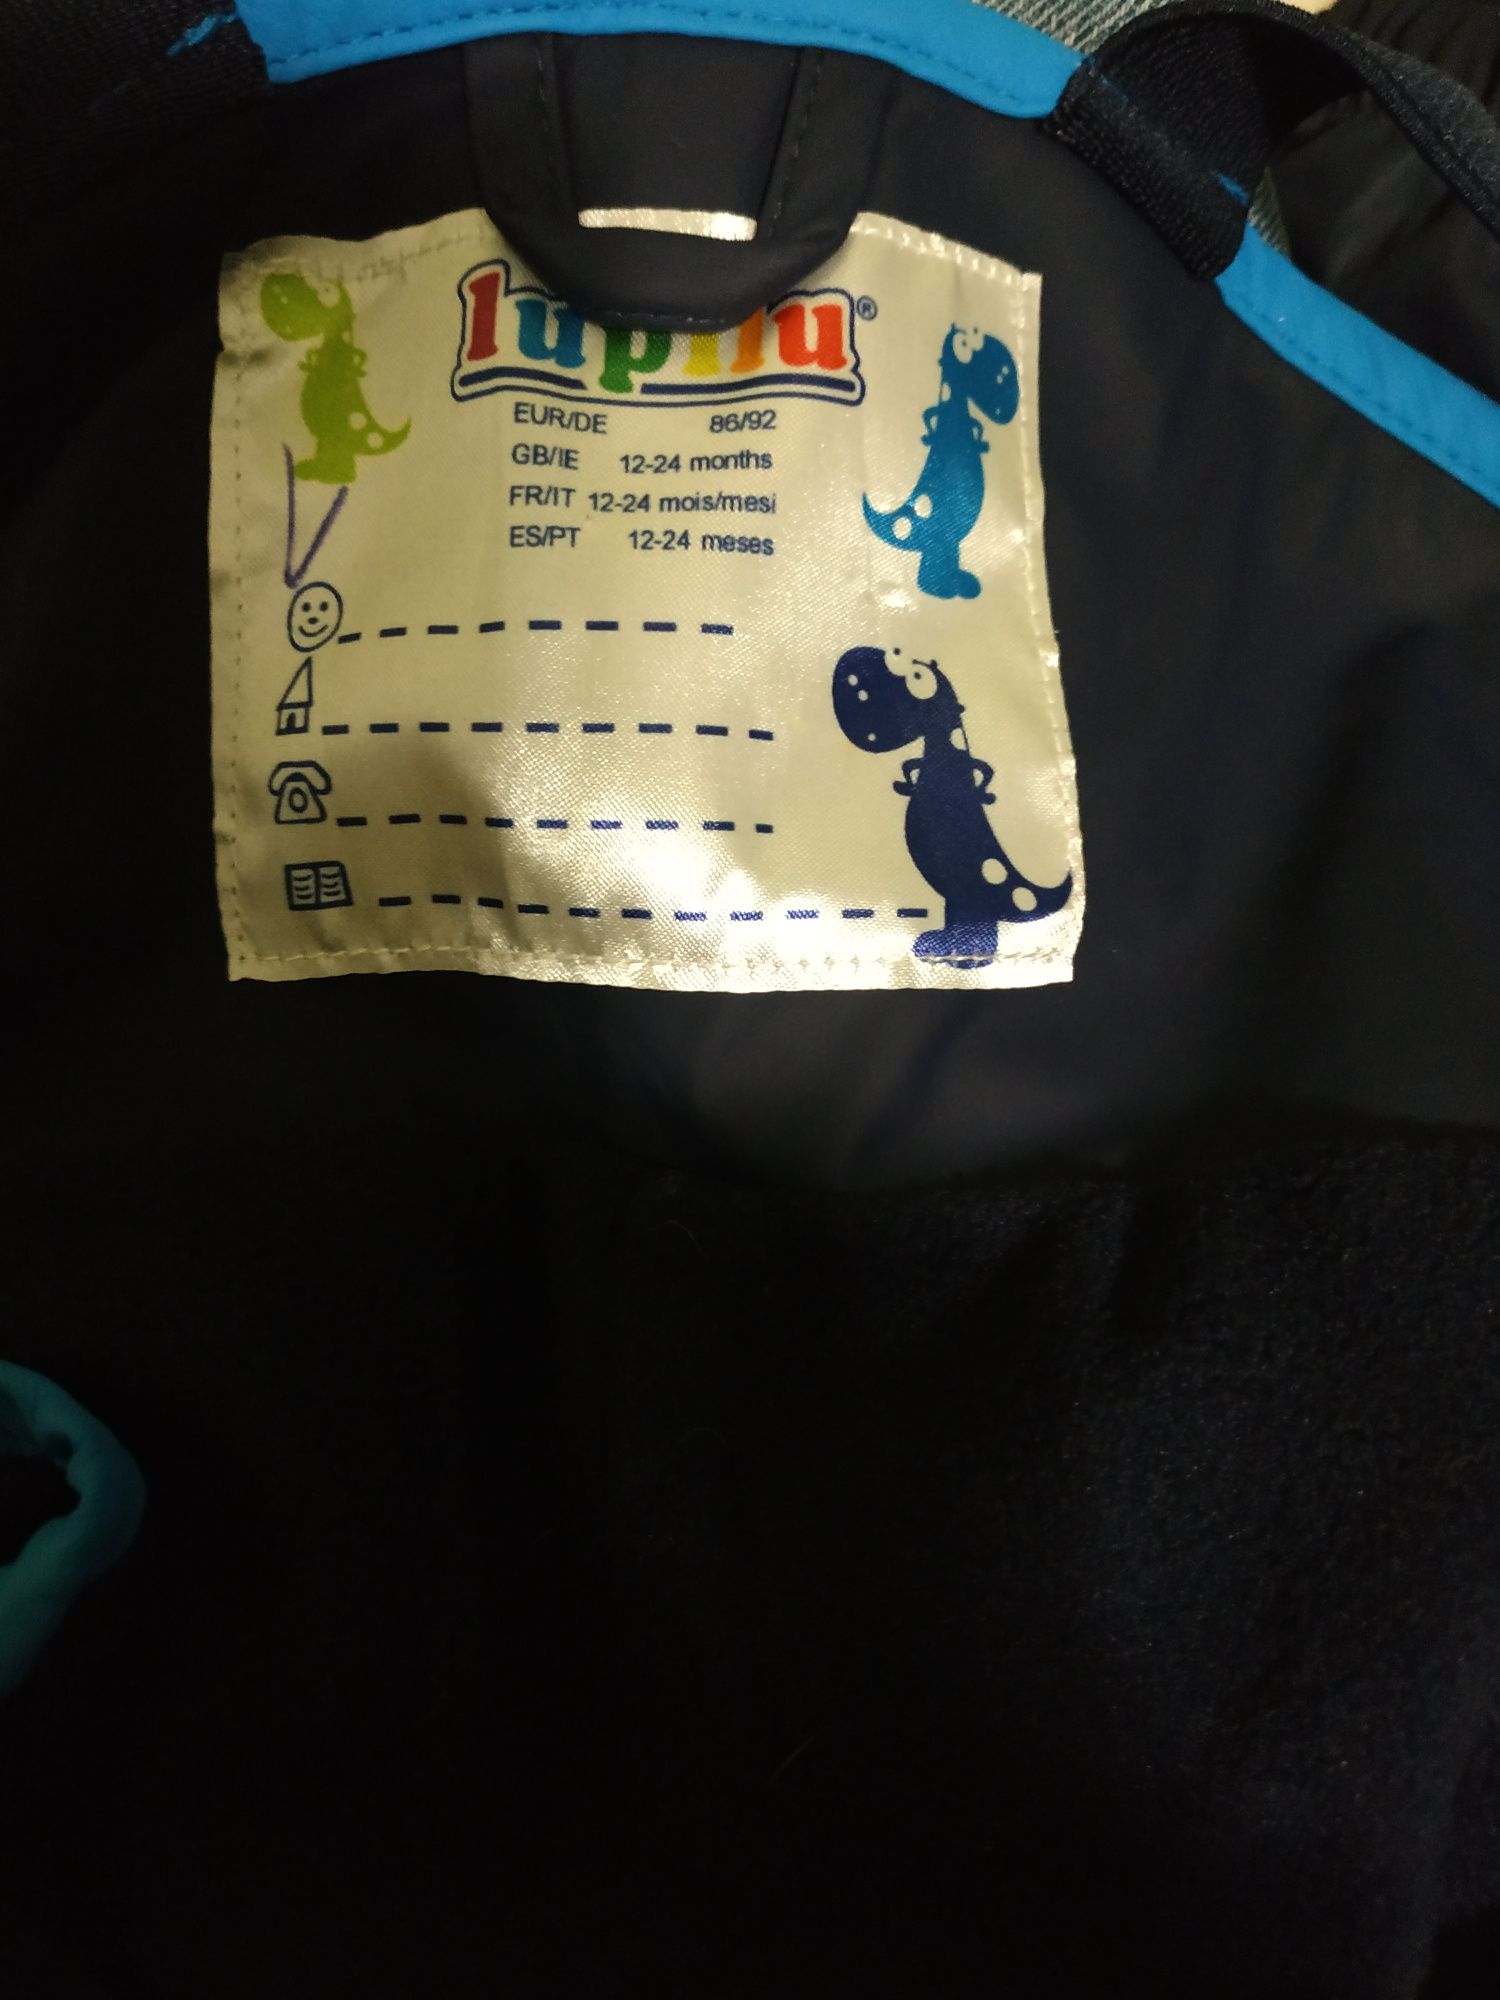 lupilu®
EUR/DE 86/92
GB/IE 12-24 months
FR/IT 12-24 mois/mesi
ES/PT 12-24 meses